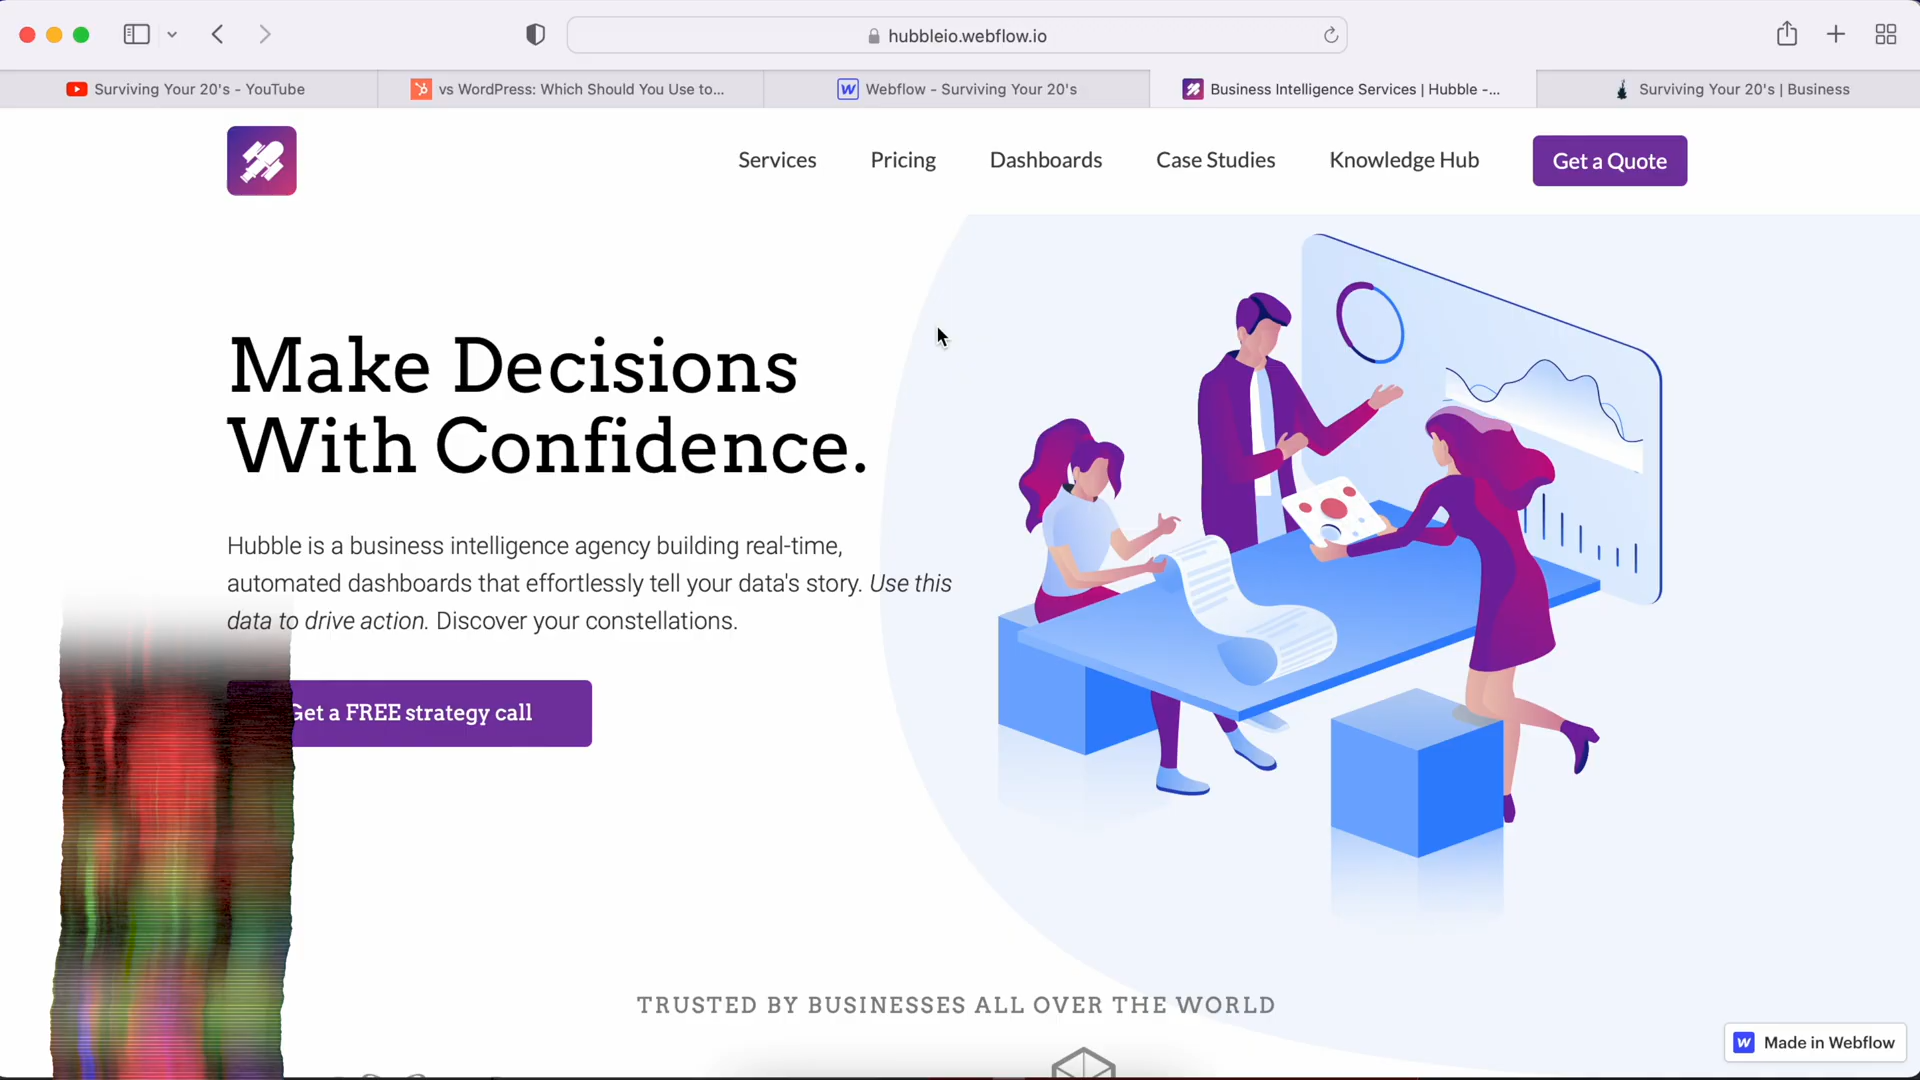 hubbleio.webflow.io
Surviving Your 20's - YouTube
vs WordPress: Which Should You Use to...
Webflow - Surviving Your 20's
Business Intelligence Services | Hubble -...
Surviving Your 20's | Business
Services
Pricing
Dashboards
Case Studies
Knowledge Hub
Get a Quote
Make Decisions
With Confidence.
Hubble is a business intelligence agency building real-time,
automated dashboards that effortlessly tell your data's story. Use this
data to drive action. Discover your constellations.
Get a FREE strategy call
TRUSTED BY BUSINESSES ALL OVER THE WORLD
Made in Webflow